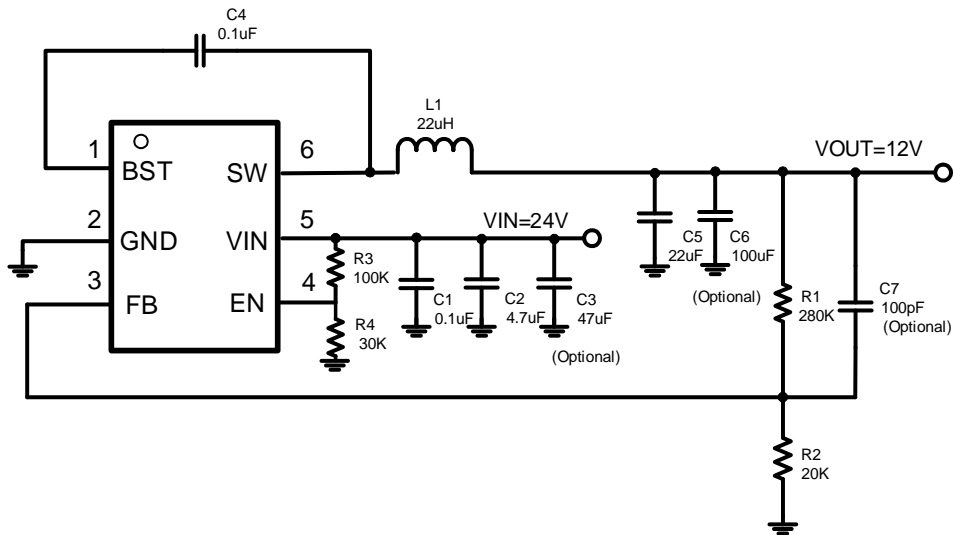 C4
0.1uF
L1
22uH
1
BST
6
SW
VOUT=12V
2
GND
5
VIN
VIN=24V
3
FB
4
EN
R3
100K
R4
30K
C1
0.1uF
C2
4.7uF
C3
47uF
(Optional)
C5
22uF
C6
100uF
(Optional)
R1
280K
C7
100pF
(Optional)
R2
20K